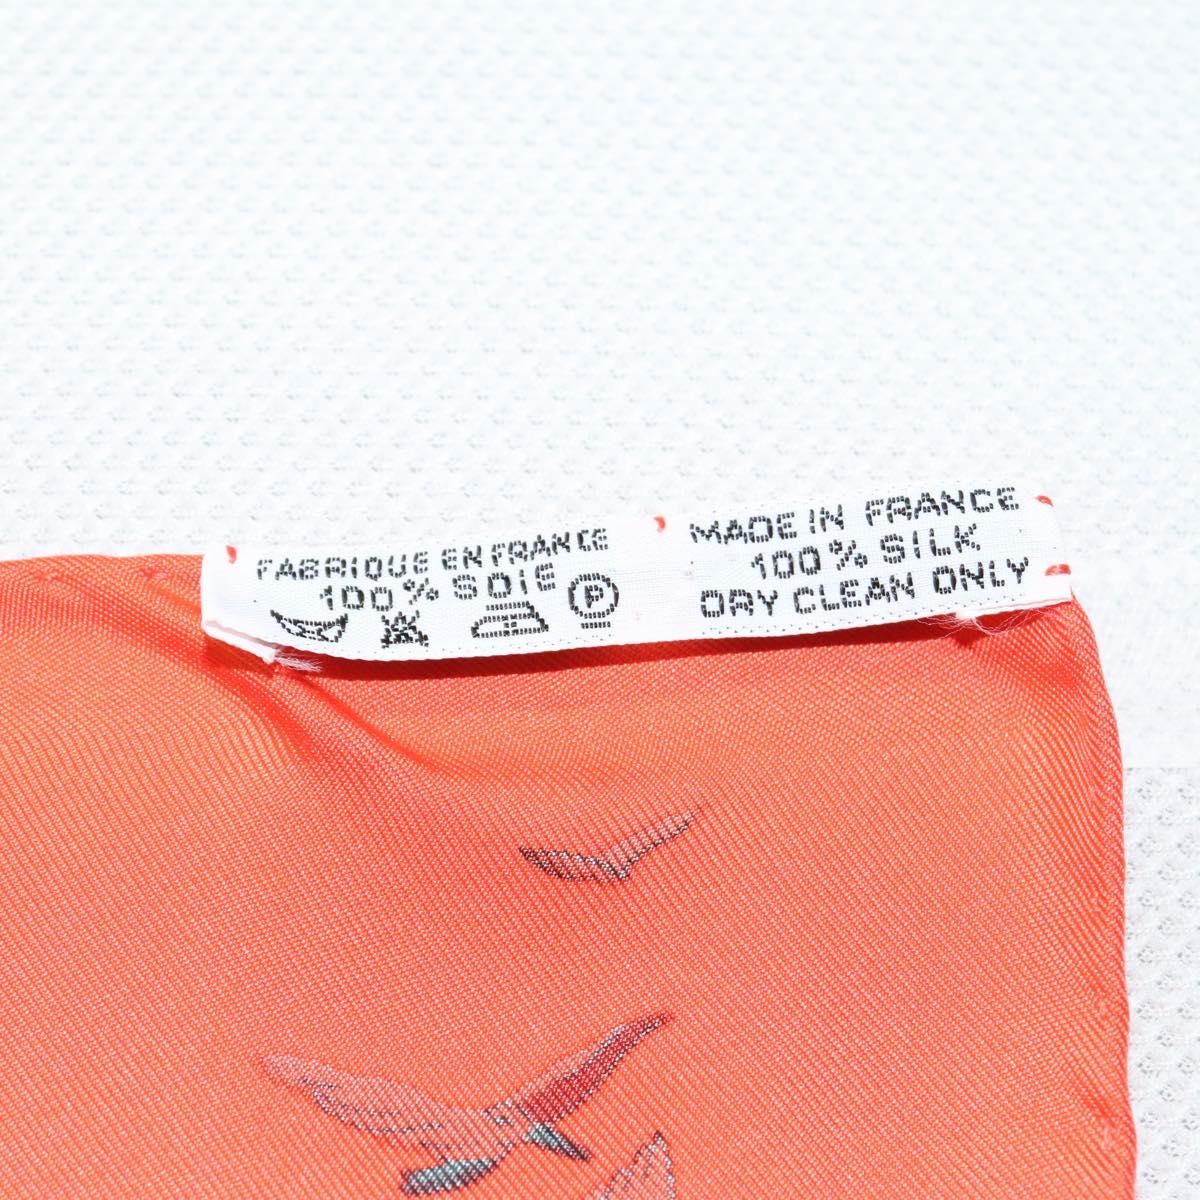 FABRIQUE EN FRANCE
100% SOIE
P
MADE IN FRANCE
100% SILK
DRY CLEAN ONLY